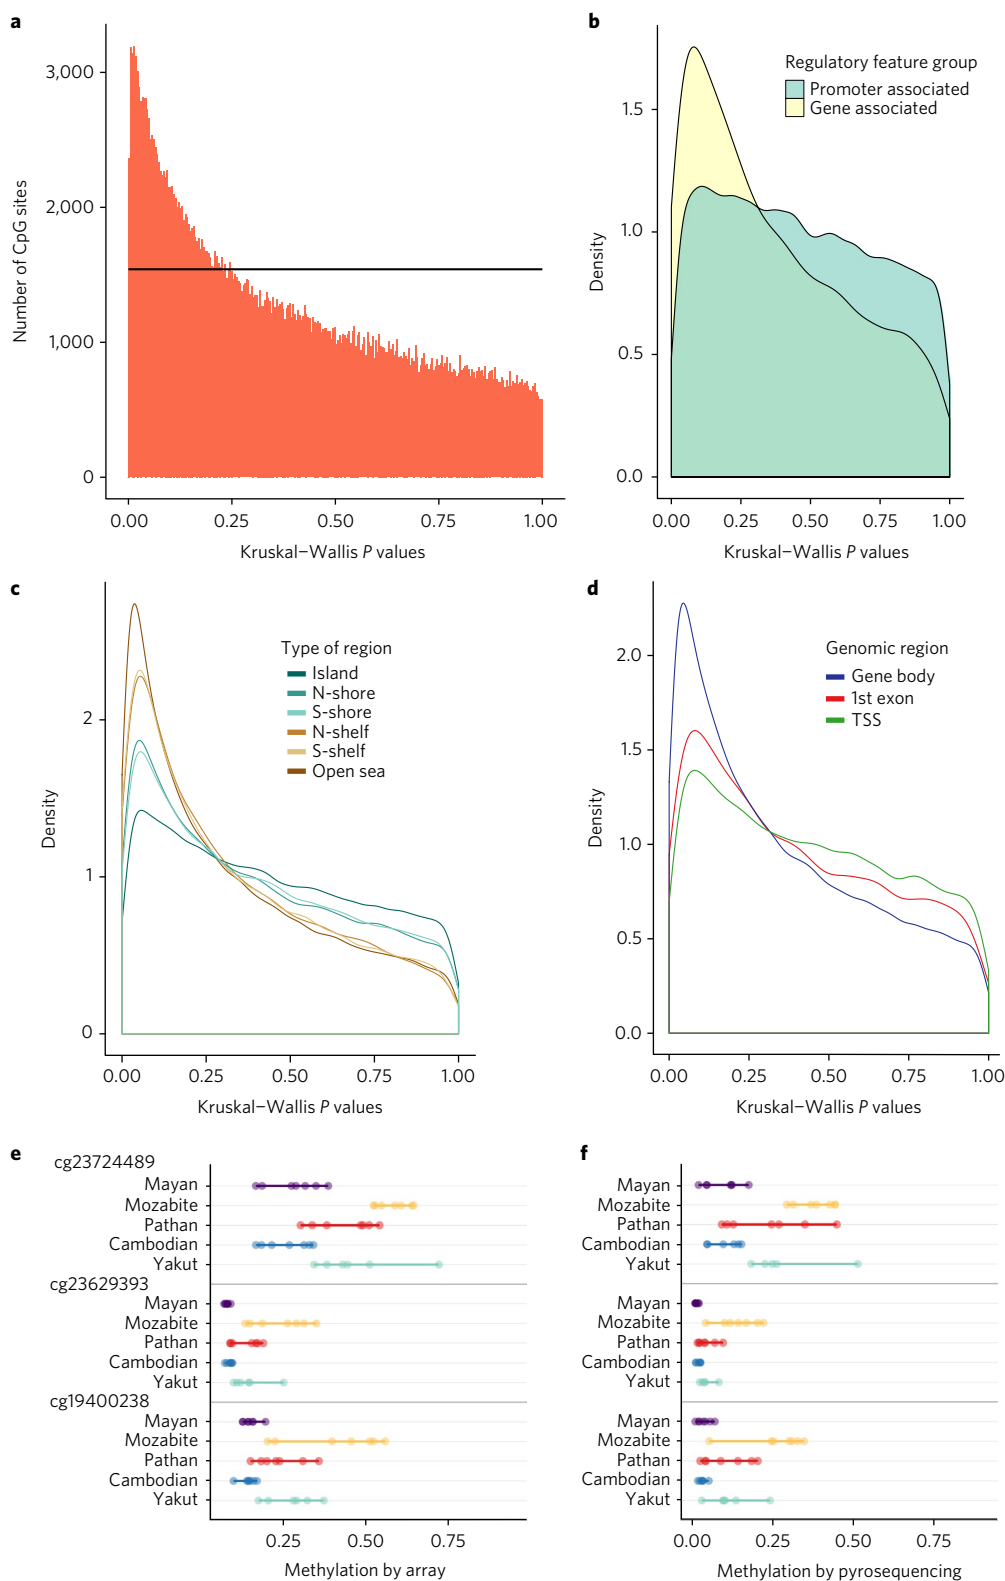 a
3,000
2,000
1,000
0
Number of CpG sites
0.00 0.25 0.50 0.75 1.00
Kruskal–Wallis P values
b
1.5
1.0
0.5
0.0
Density
Regulatory feature group
Promoter associated
Gene associated
0.00 0.25 0.50 0.75 1.00
Kruskal–Wallis P values
c
2
1
0
Density
Type of region
Island
N-shore
S-shore
N-shelf
S-shelf
Open sea
0.00 0.25 0.50 0.75 1.00
Kruskal–Wallis P values
d
2.0
1.5
1.0
0.5
0.0
Density
Genomic region
Gene body
1st exon
TSS
0.00 0.25 0.50 0.75 1.00
Kruskal–Wallis P values
e
cg23724489
Mayan
Mozabite
Pathan
Cambodian
Yakut
cg23629393
Mayan
Mozabite
Pathan
Cambodian
Yakut
cg19400238
Mayan
Mozabite
Pathan
Cambodian
Yakut
0.25 0.50 0.75
Methylation by array
f
Mayan
Mozabite
Pathan
Cambodian
Yakut
Mayan
Mozabite
Pathan
Cambodian
Yakut
Mayan
Mozabite
Pathan
Cambodian
Yakut
0.00 0.25 0.50 0.75
Methylation by pyrosequencing